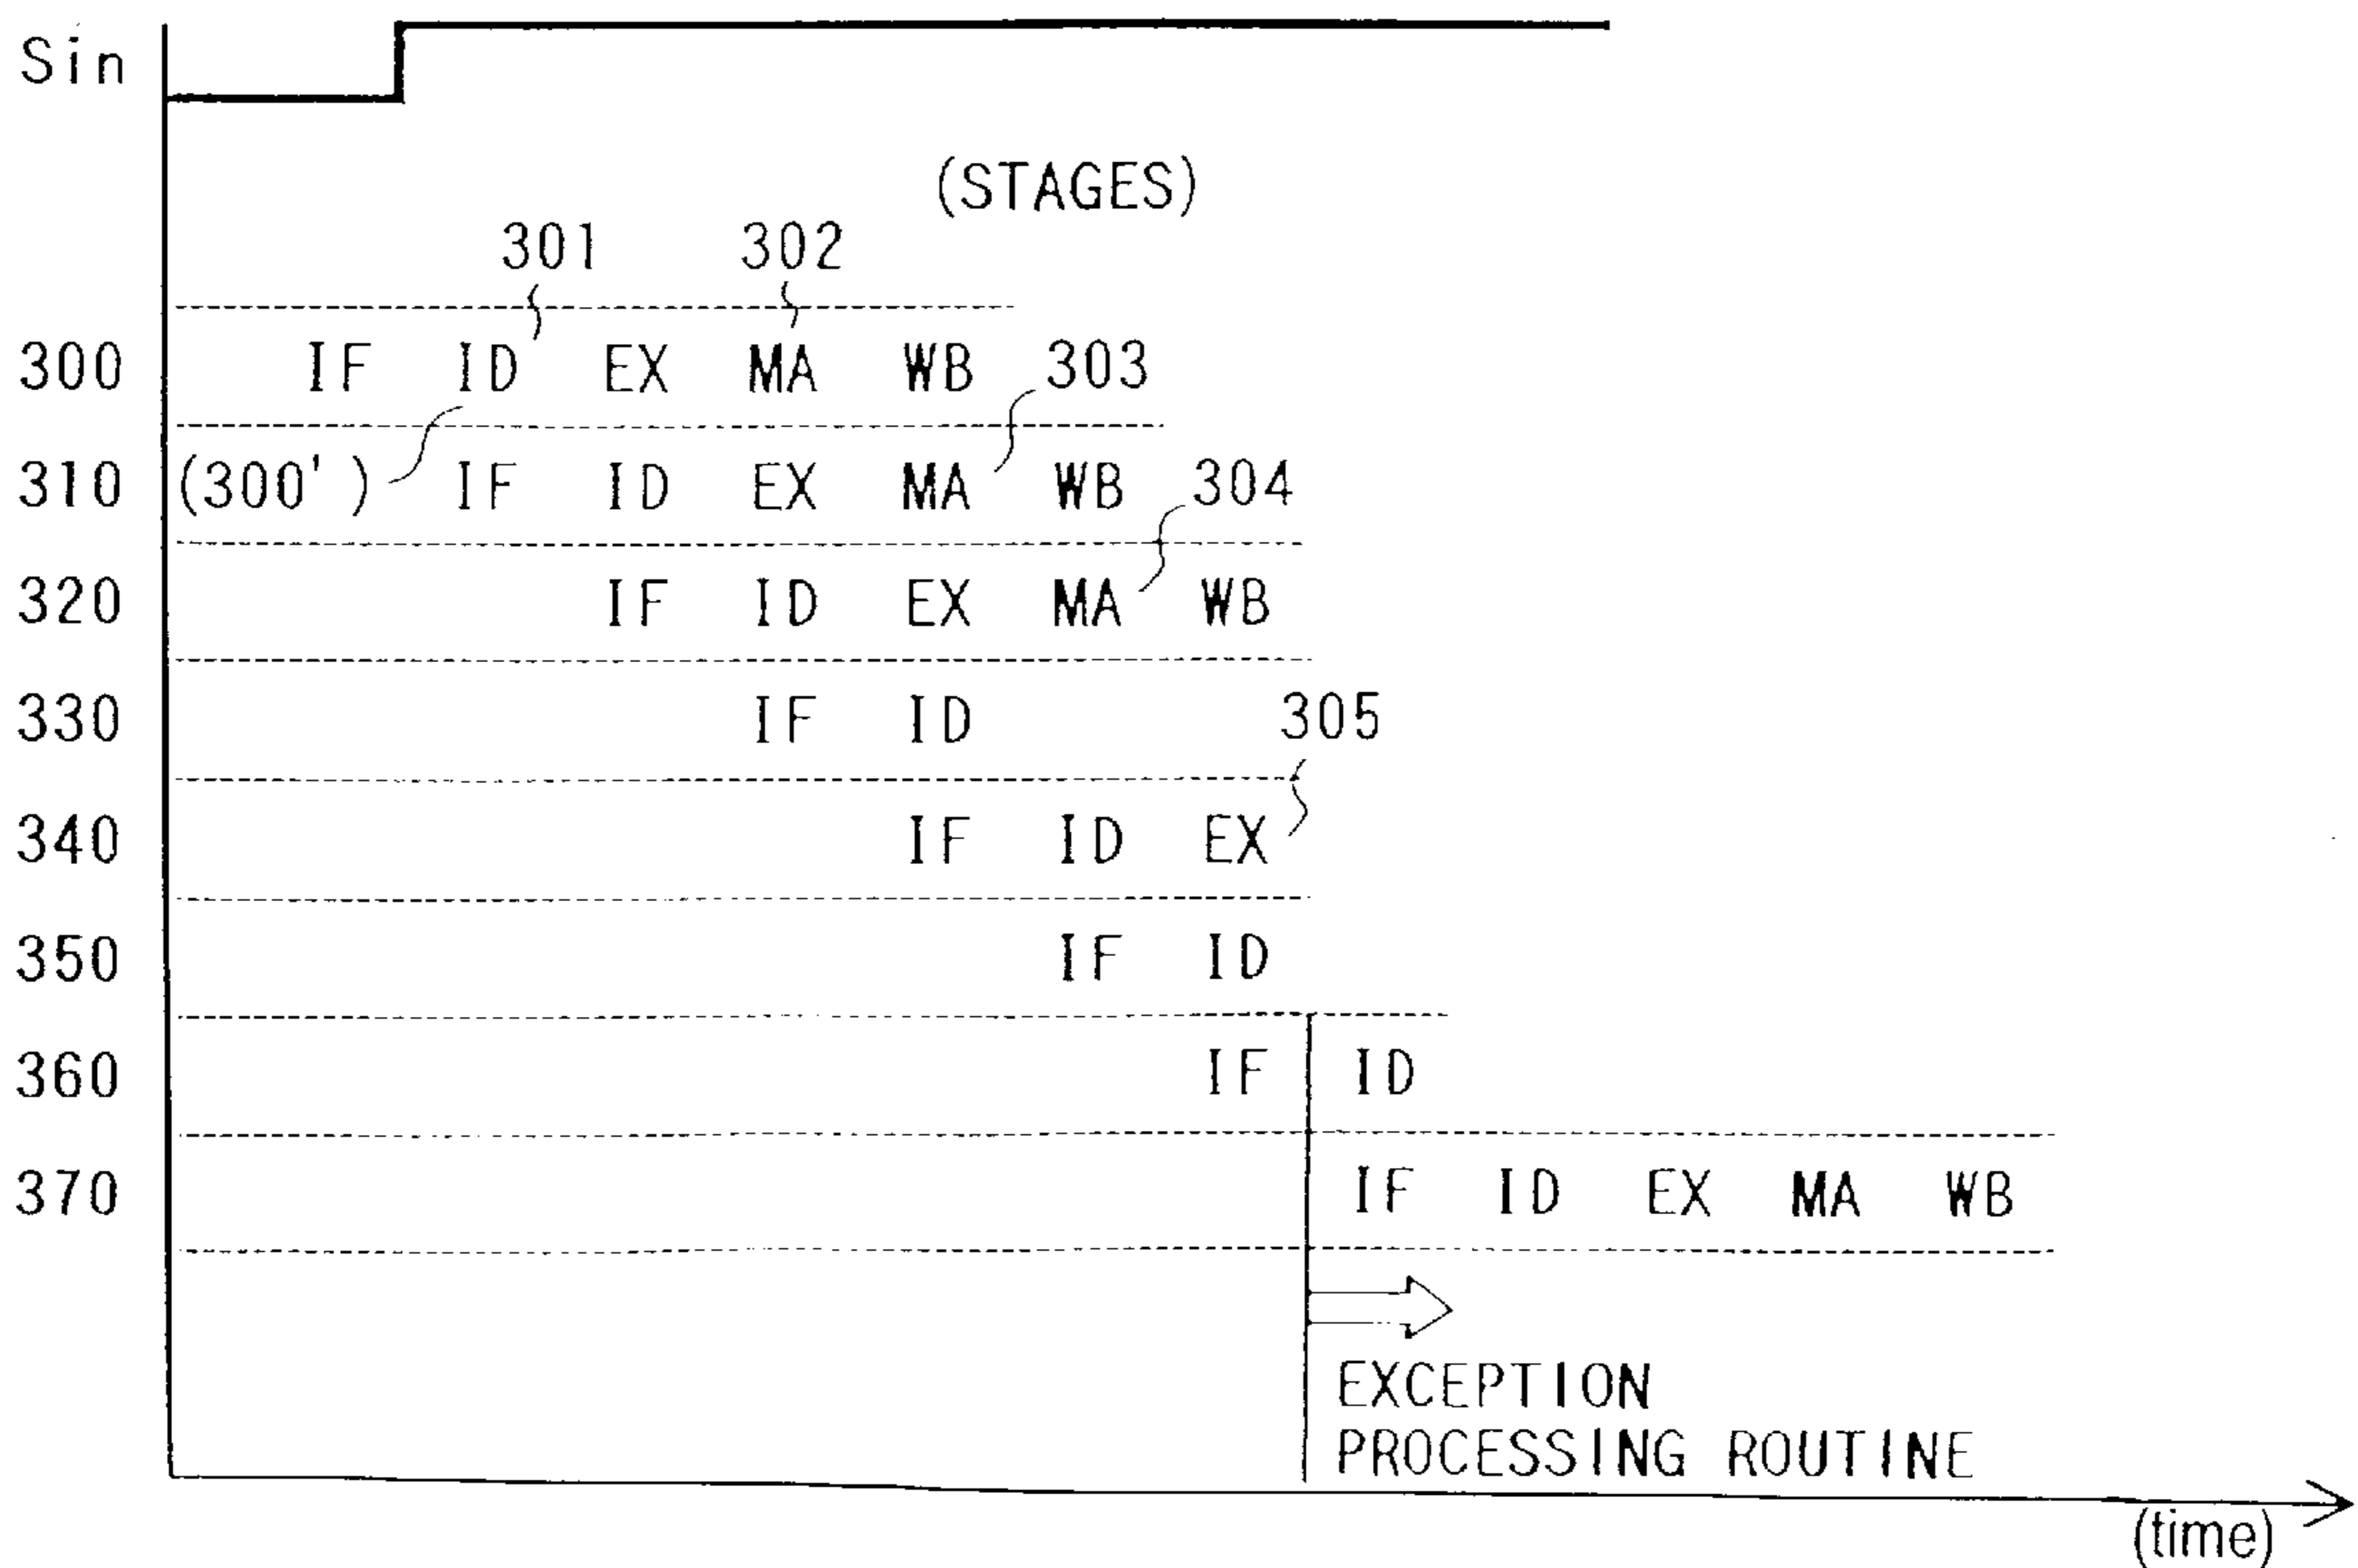 Sin
(STAGES)
301 302
300 IF ID EX MA WB 303
310 (300') IF ID EX MA WB 304
320 IF ID EX MA WB
330 IF ID 305
340 IF ID EX
350 IF ID
360 IF ID
370 IF ID EX MA WB
EXCEPTION
PROCESSING ROUTINE
(time)